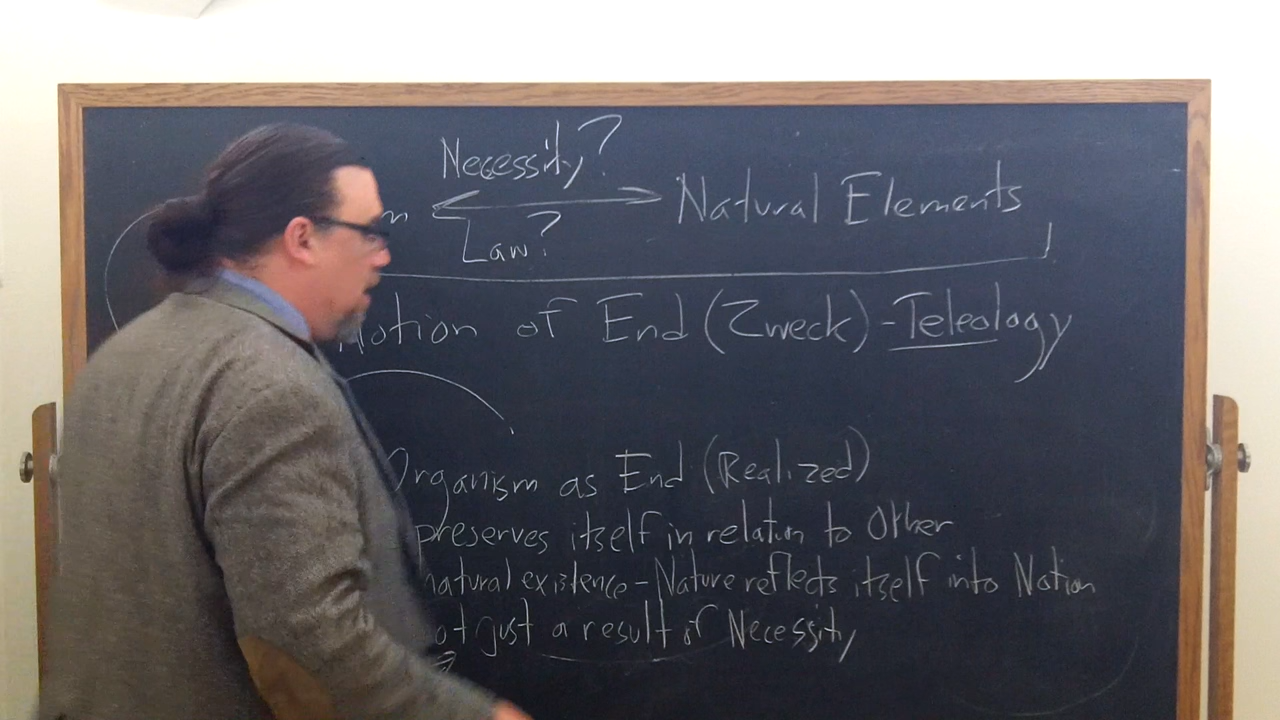 Necessity?
Natural Elements
Law?
Notion of End (Zweck) - Teleology
Organism as End (Realized)
preserves itself in relation to Other
natural existence - Nature reflects itself into Notion
not just a result of Necessity